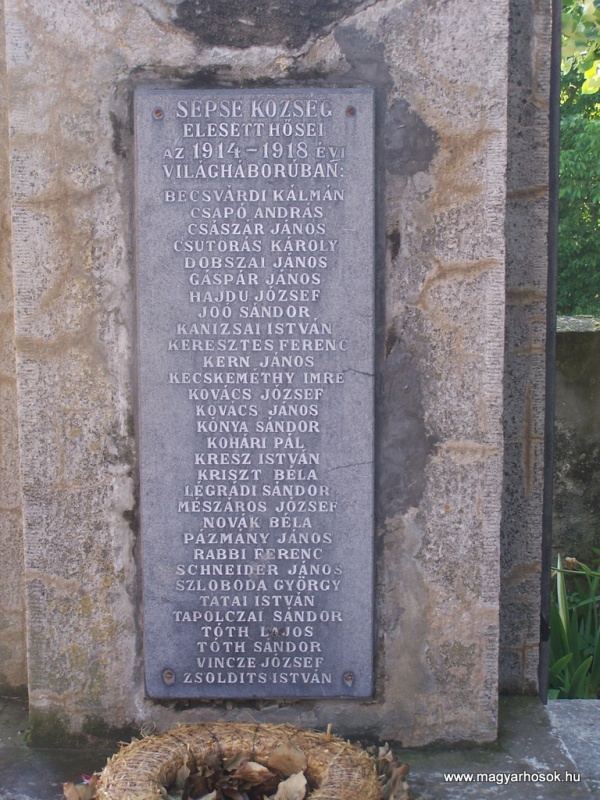 SEPSE KÖZSÉG
ELESETT HŐSEI
AZ 1914-1918 ÉVI
VILÁGHÁBORÚBAN:
BECSVÁRDI KÁLMÁN
CSAPÓ ANDRÁS
CSÁSZÁR JÁNOS
CSUTORÁS KÁROLY
DOBSZAI JÁNOS
GÁSPÁR JÁNOS
HAJDU JÓZSEF
JOÓ SÁNDOR
KANIZSAI ISTVÁN
KERESZTES FERENC
KERN JÁNOS
KECSKEMÉTHY IMRE
KOVÁCS JÓZSEF
KOVÁCS JÁNOS
KÓNYA SÁNDOR
KOHÁRI PÁL
KRESZ ISTVÁN
KRISZT BÉLA
LÉGRÁDI SÁNDOR
MÉSZÁROS JÓZSEF
NOVÁK BÉLA
PÁZMÁNY JÁNOS
RABBI FERENC
SCHNEIDER JÁNOS
SZLOBODA GYÖRGY
TATAI ISTVÁN
TAPOLCZAI SÁNDOR
TÓTH LAJOS
TÓTH SÁNDOR
VINCZE JÓZSEF
ZSOLDITS ISTVÁN
www.magyarhosok.hu